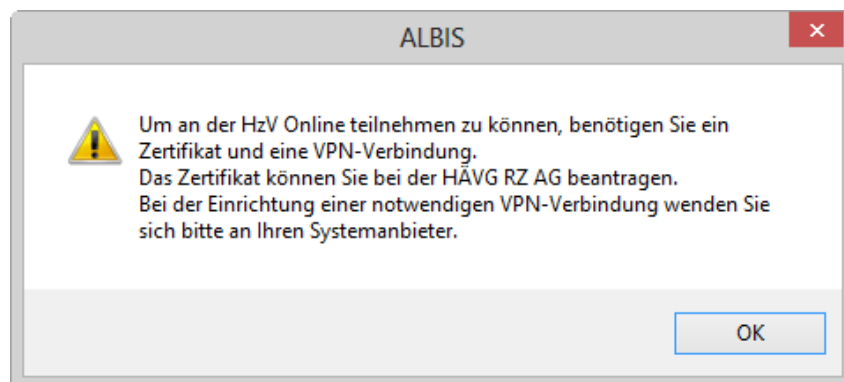 ALBIS
Um an der HzV Online teilnehmen zu können, benötigen Sie ein
Zertifikat und eine VPN-Verbindung.
Das Zertifikat können Sie bei der HÄVG RZ AG beantragen.
Bei der Einrichtung einer notwendigen VPN-Verbindung wenden Sie
sich bitte an Ihren Systemanbieter.
OK